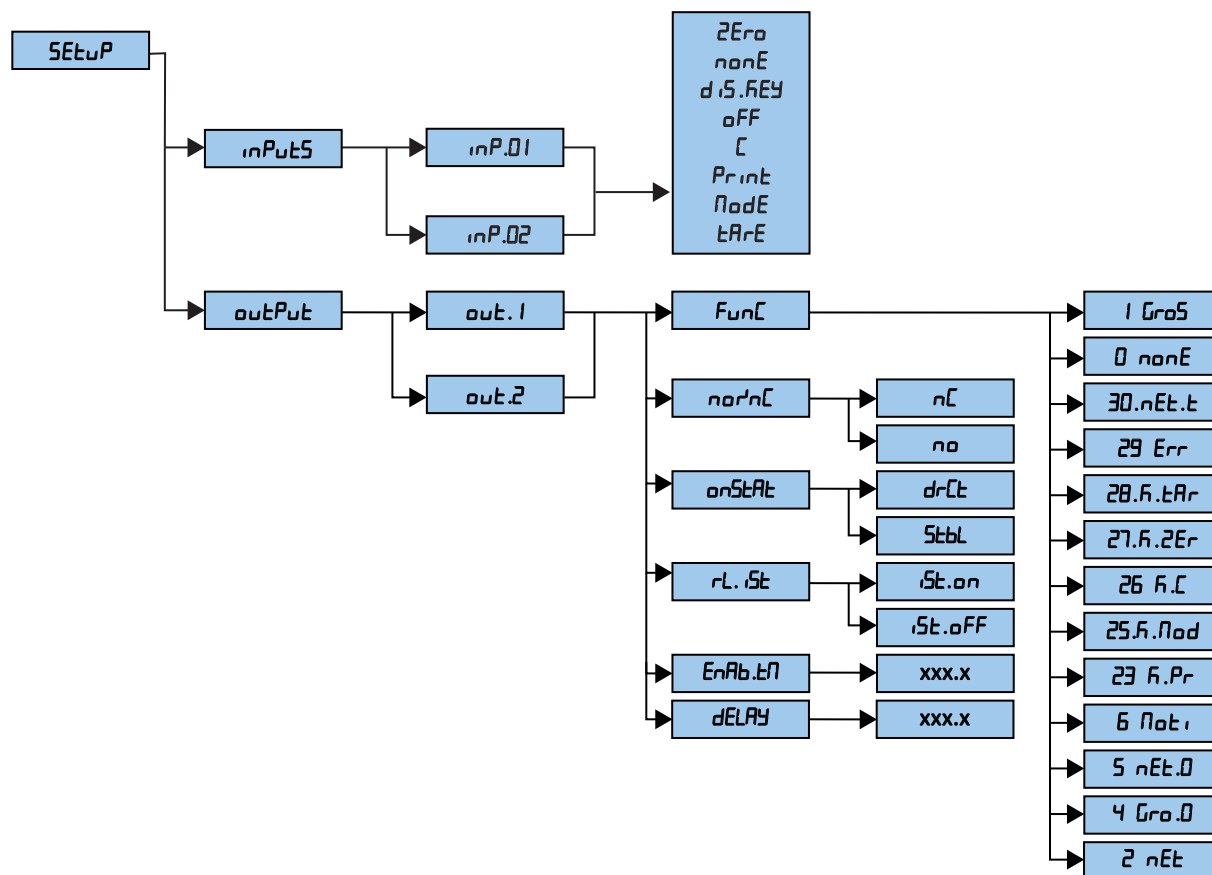 SEtuP
inPutS
inP.01
inP.02
ZEro
nonE
diS.KEY
oFF
C
Print
ModE
tArE
outPut
out.1
out.2
FunC
no/nC
nC
no
onStAt
drCt
StbL
rL.iSt
iSt.on
iSt.oFF
EnAb.tM
xxx.x
dELAY
xxx.x
1 GroS
0 nonE
30.nEt.t
29 Err
28.K.tAr
27.K.2Er
26 K.C
25.K.Mod
23 K.Pr
6 Moti
5 nEt.0
4 Gro.0
2 nEt